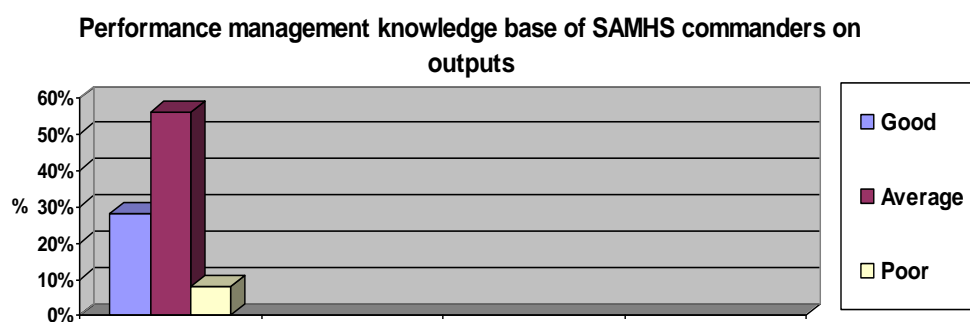 Performance management knowledge base of SAMHS commanders on
outputs
60%
50%
40%
30%
20%
10%
0%
%
Good
Average
Poor